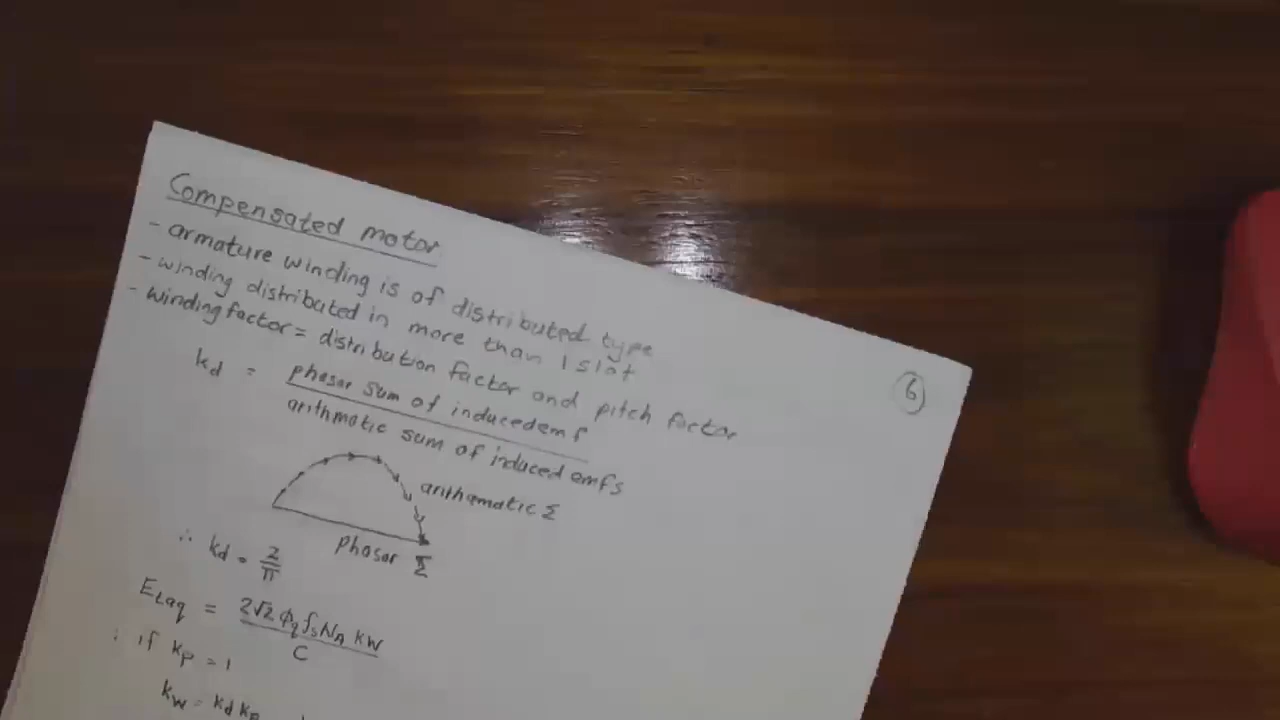 Compensated motor
- armature winding is of distributed type
- winding distributed in more than 1 slot
- winding factor = distribution factor and pitch factor
6
kd = phasor sum of induced emf
arithmatic sum of induced emfs
arithamatic Σ
phasor Σ
∴ kd = 2/π
Etaq = 2√2 ϕq fs NA kw
C
: if kp = 1
kw = kd kp